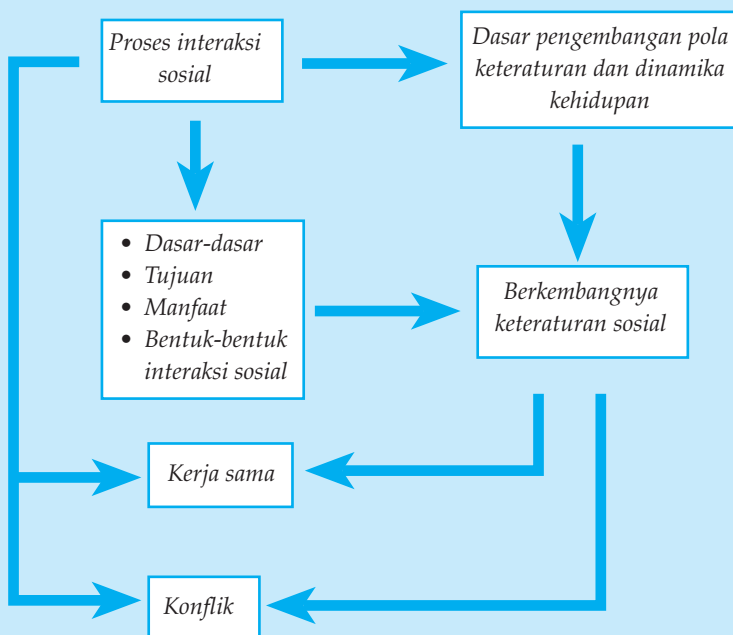 Proses interaksi
sosial
Dasar pengembangan pola
keteraturan dan dinamika
kehidupan
• Dasar-dasar
• Tujuan
• Manfaat
• Bentuk-bentuk
interaksi sosial
Berkembangnya
keteraturan sosial
Kerja sama
Konflik